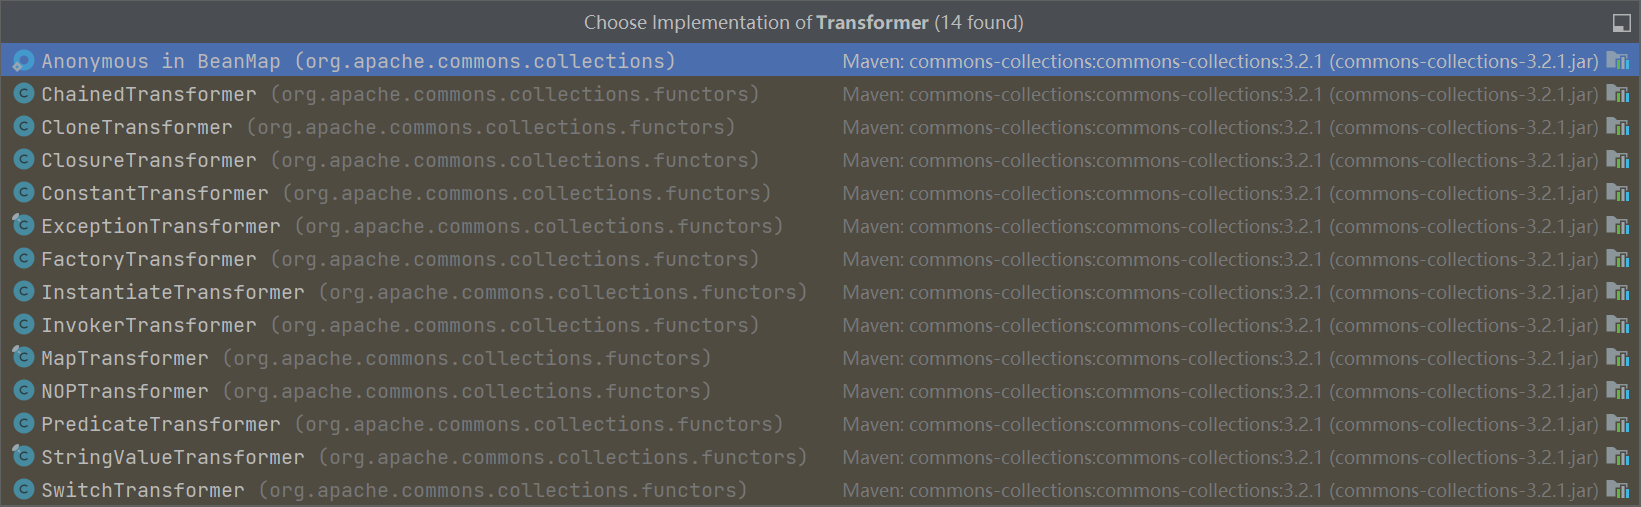 Choose Implementation of Transformer (14 found)
Anonymous in BeanMap (org.apache.commons.collections) Maven: commons-collections:commons-collections:3.2.1 (commons-collections-3.2.1.jar)
ChainedTransformer (org.apache.commons.collections.functors) Maven: commons-collections:commons-collections:3.2.1 (commons-collections-3.2.1.jar)
CloneTransformer (org.apache.commons.collections.functors) Maven: commons-collections:commons-collections:3.2.1 (commons-collections-3.2.1.jar)
ClosureTransformer (org.apache.commons.collections.functors) Maven: commons-collections:commons-collections:3.2.1 (commons-collections-3.2.1.jar)
ConstantTransformer (org.apache.commons.collections.functors) Maven: commons-collections:commons-collections:3.2.1 (commons-collections-3.2.1.jar)
ExceptionTransformer (org.apache.commons.collections.functors) Maven: commons-collections:commons-collections:3.2.1 (commons-collections-3.2.1.jar)
FactoryTransformer (org.apache.commons.collections.functors) Maven: commons-collections:commons-collections:3.2.1 (commons-collections-3.2.1.jar)
InstantiateTransformer (org.apache.commons.collections.functors) Maven: commons-collections:commons-collections:3.2.1 (commons-collections-3.2.1.jar)
InvokerTransformer (org.apache.commons.collections.functors) Maven: commons-collections:commons-collections:3.2.1 (commons-collections-3.2.1.jar)
MapTransformer (org.apache.commons.collections.functors) Maven: commons-collections:commons-collections:3.2.1 (commons-collections-3.2.1.jar)
NOPTransformer (org.apache.commons.collections.functors) Maven: commons-collections:commons-collections:3.2.1 (commons-collections-3.2.1.jar)
PredicateTransformer (org.apache.commons.collections.functors) Maven: commons-collections:commons-collections:3.2.1 (commons-collections-3.2.1.jar)
StringValueTransformer (org.apache.commons.collections.functors) Maven: commons-collections:commons-collections:3.2.1 (commons-collections-3.2.1.jar)
SwitchTransformer (org.apache.commons.collections.functors) Maven: commons-collections:commons-collections:3.2.1 (commons-collections-3.2.1.jar)